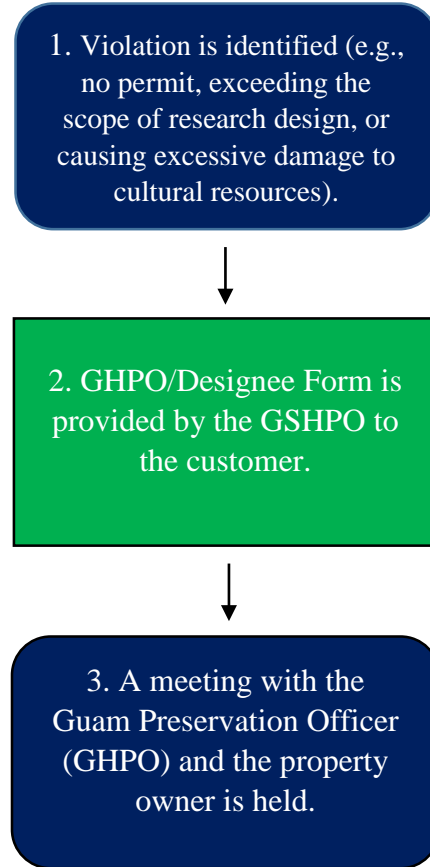 1. Violation is identified (e.g.,
no permit, exceeding the
scope of research design, or
causing excessive damage to
cultural resources).
2. GHPO/Designee Form is
provided by the GSHPO to
the customer.
3. A meeting with the
Guam Preservation Officer
(GHPO) and the property
owner is held.